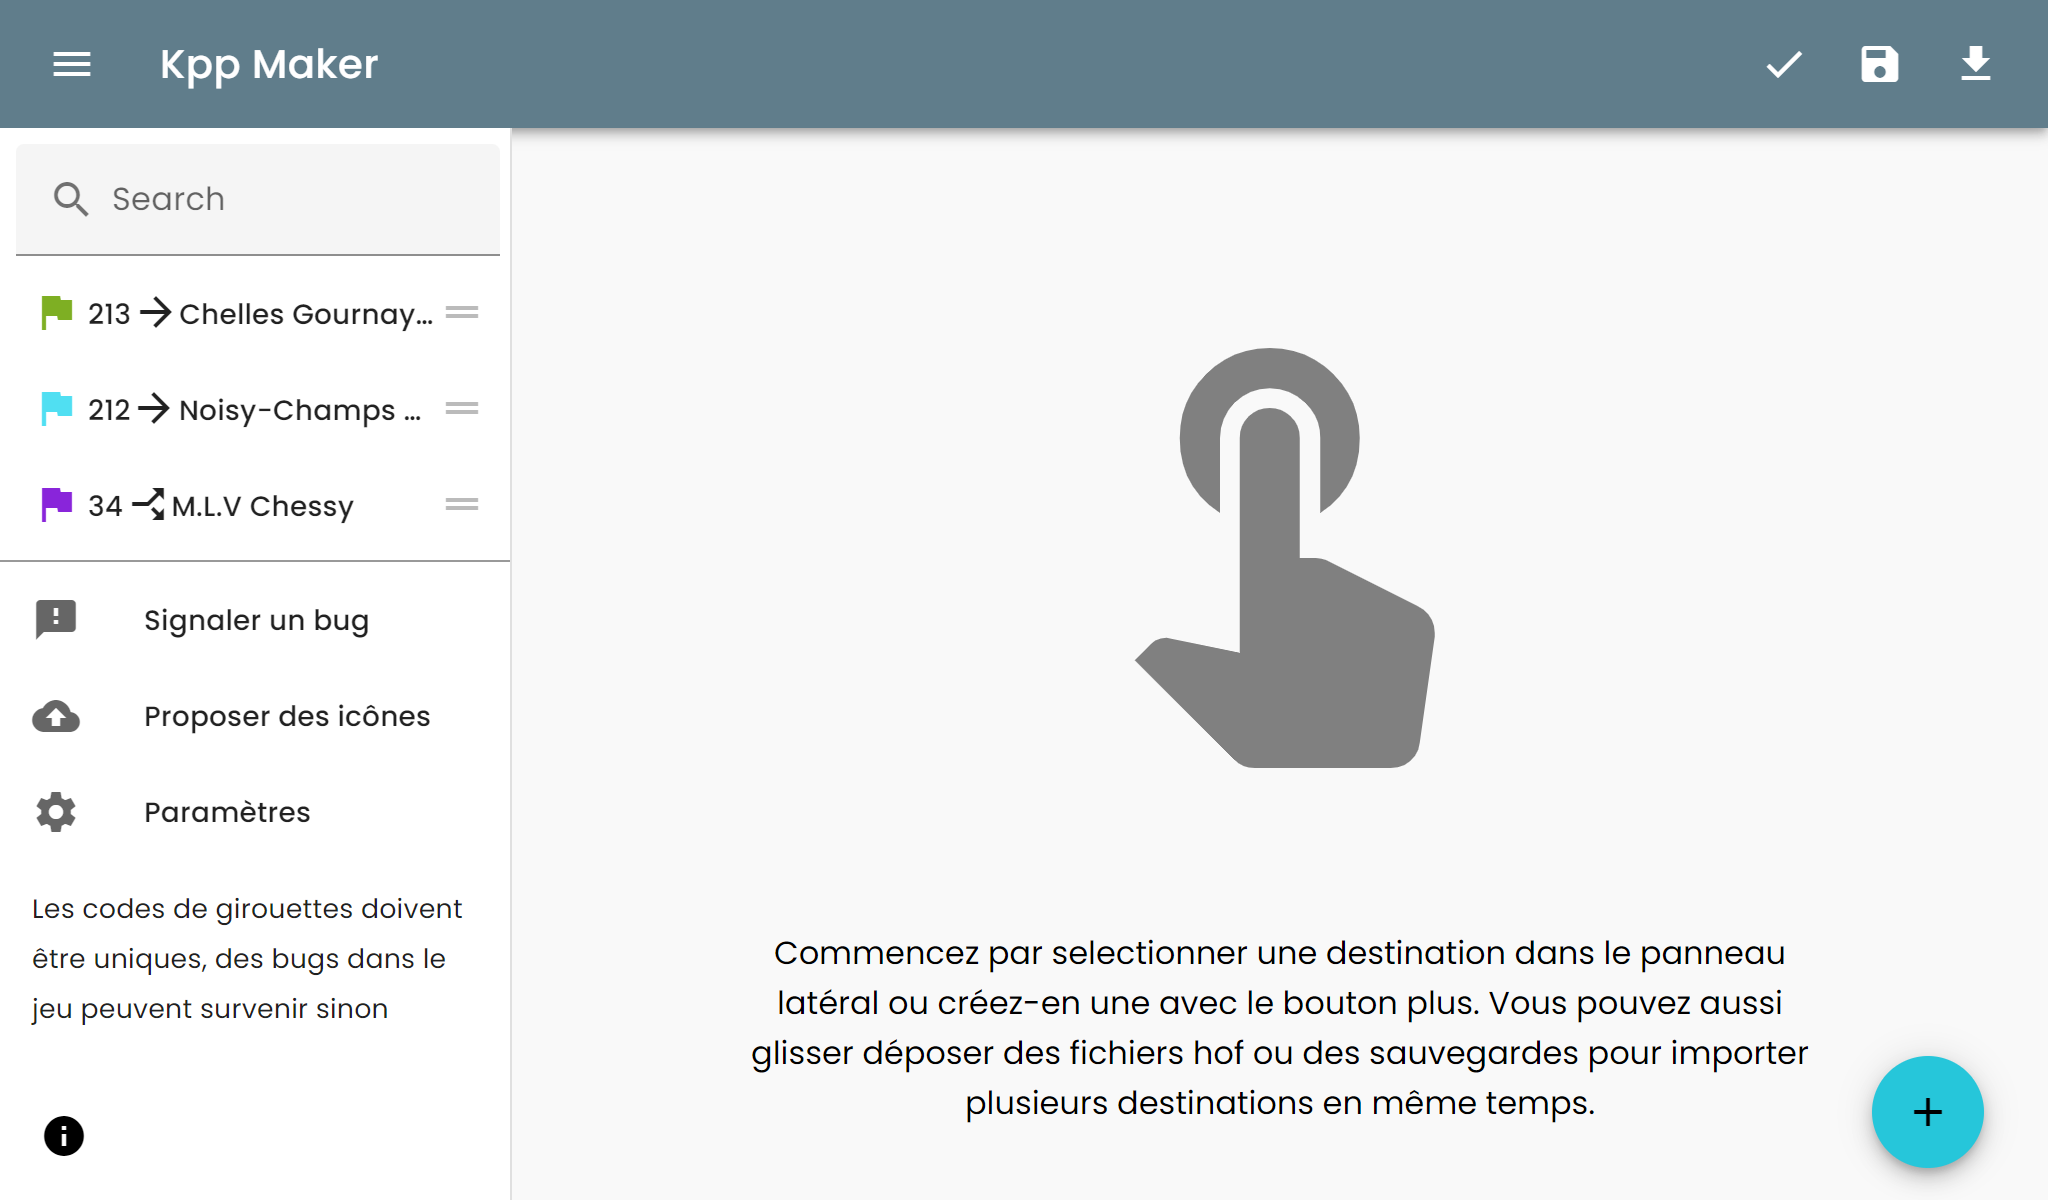 Kpp Maker
Search
213 → Chelles Gournay...
212 → Noisy-Champs ...
34 M.L.V Chessy
Signaler un bug
Proposer des icônes
Paramètres
Les codes de girouettes doivent
être uniques, des bugs dans le
jeu peuvent survenir sinon
Commencez par selectionner une destination dans le panneau
latéral ou créez-en une avec le bouton plus. Vous pouvez aussi
glisser déposer des fichiers hof ou des sauvegardes pour importer
plusieurs destinations en même temps.